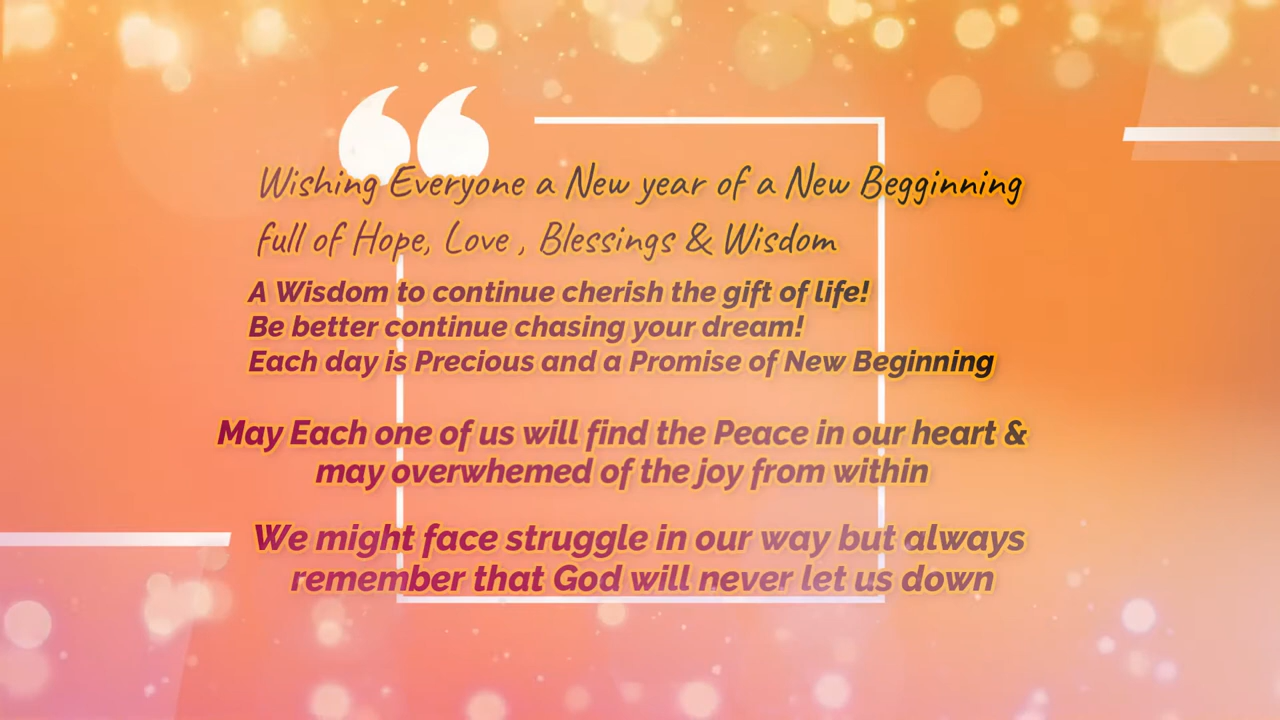 Wishing Everyone a New year of a New Begginning
full of Hope, Love , Blessings & Wisdom
A Wisdom to continue cherish the gift of life!
Be better continue chasing your dream!
Each day is Precious and a Promise of New Beginning
May Each one of us will find the Peace in our heart &
may overwhemed of the joy from within
We might face struggle in our way but always
remember that God will never let us down